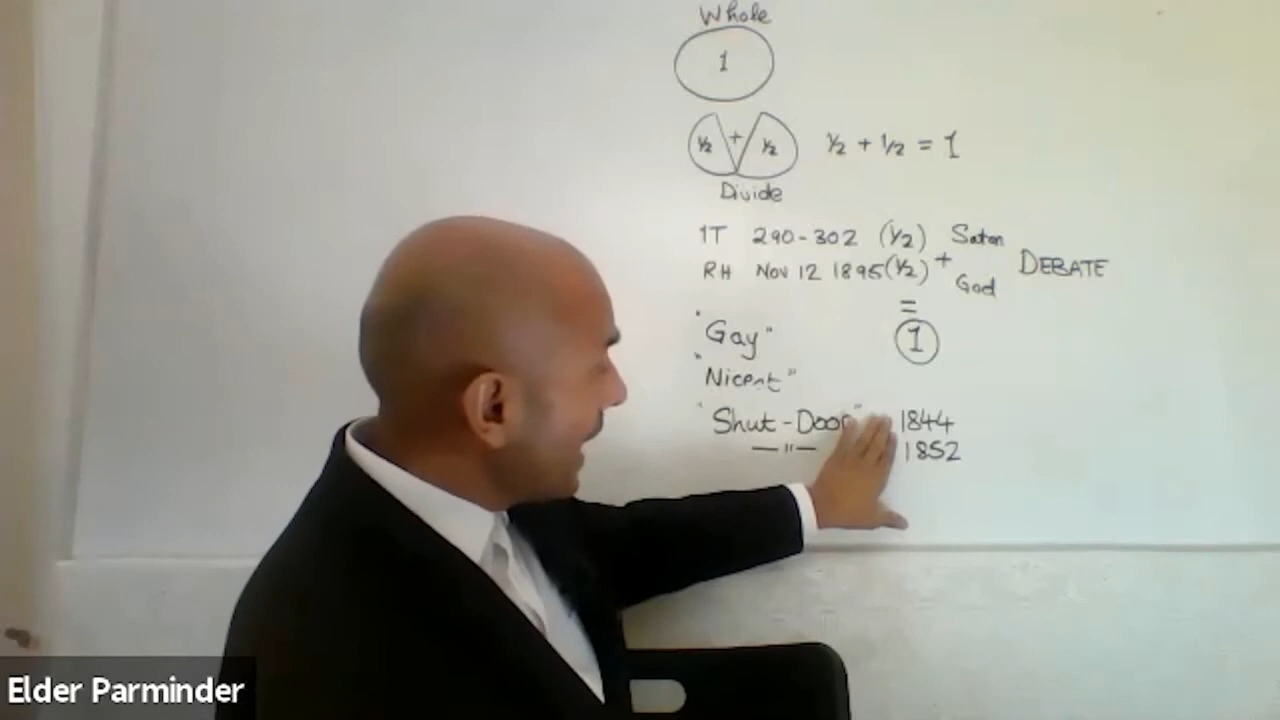 Whole
1
½ + ½
½ + 1/2 = 1
Divide
1T 290-302 (½) Satan
RH Nov 12 1895 (½) + God
DEBATE
=
1
"Gay"
"Nicent"
"Shut-Door" 1844
—"— 1852
Elder Parminder